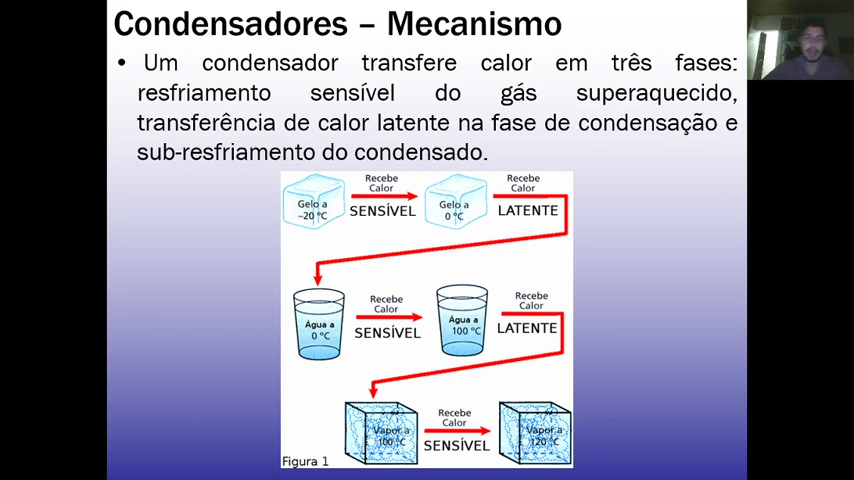 Condensadores – Mecanismo
• Um condensador transfere calor em três fases:
resfriamento sensível do gás superaquecido,
transferência de calor latente na fase de condensação e
sub-resfriamento do condensado.
Gelo a
–20 °C
Recebe
Calor
SENSÍVEL
Gelo a
0 °C
Recebe
Calor
LATENTE
Água a
0 °C
Recebe
Calor
SENSÍVEL
Água a
100 °C
Recebe
Calor
LATENTE
Vapor a
100 °C
Recebe
Calor
SENSÍVEL
Vapor a
120 °C
Figura 1